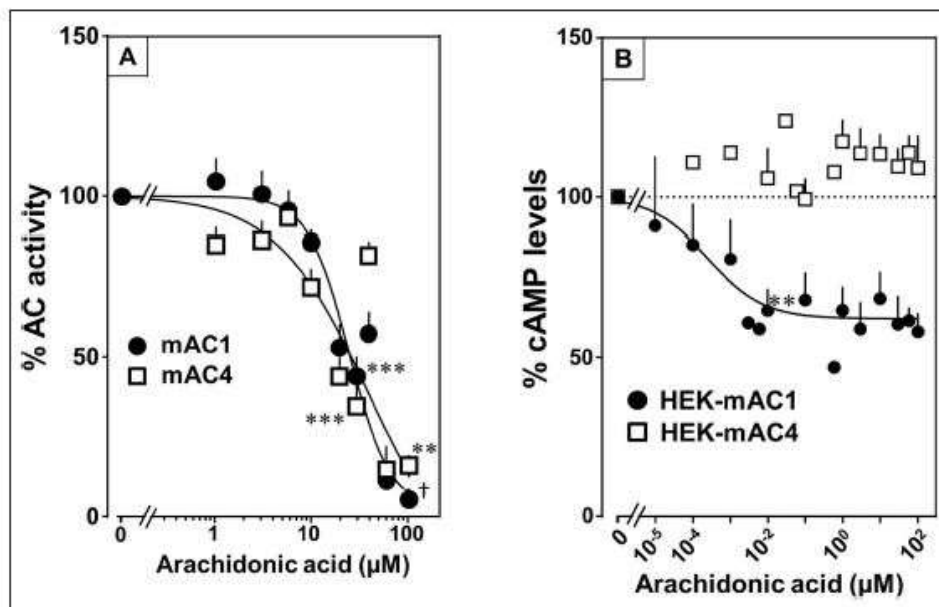 A
150
100
50
0
% AC activity
mAC1
mAC4
***
***
**
†
0
1
10
100
Arachidonic acid (µM)
B
150
100
50
0
% cAMP levels
**
HEK-mAC1
HEK-mAC4
0
10⁻⁵
10⁻⁴
10⁻²
10⁰
10²
Arachidonic acid (µM)